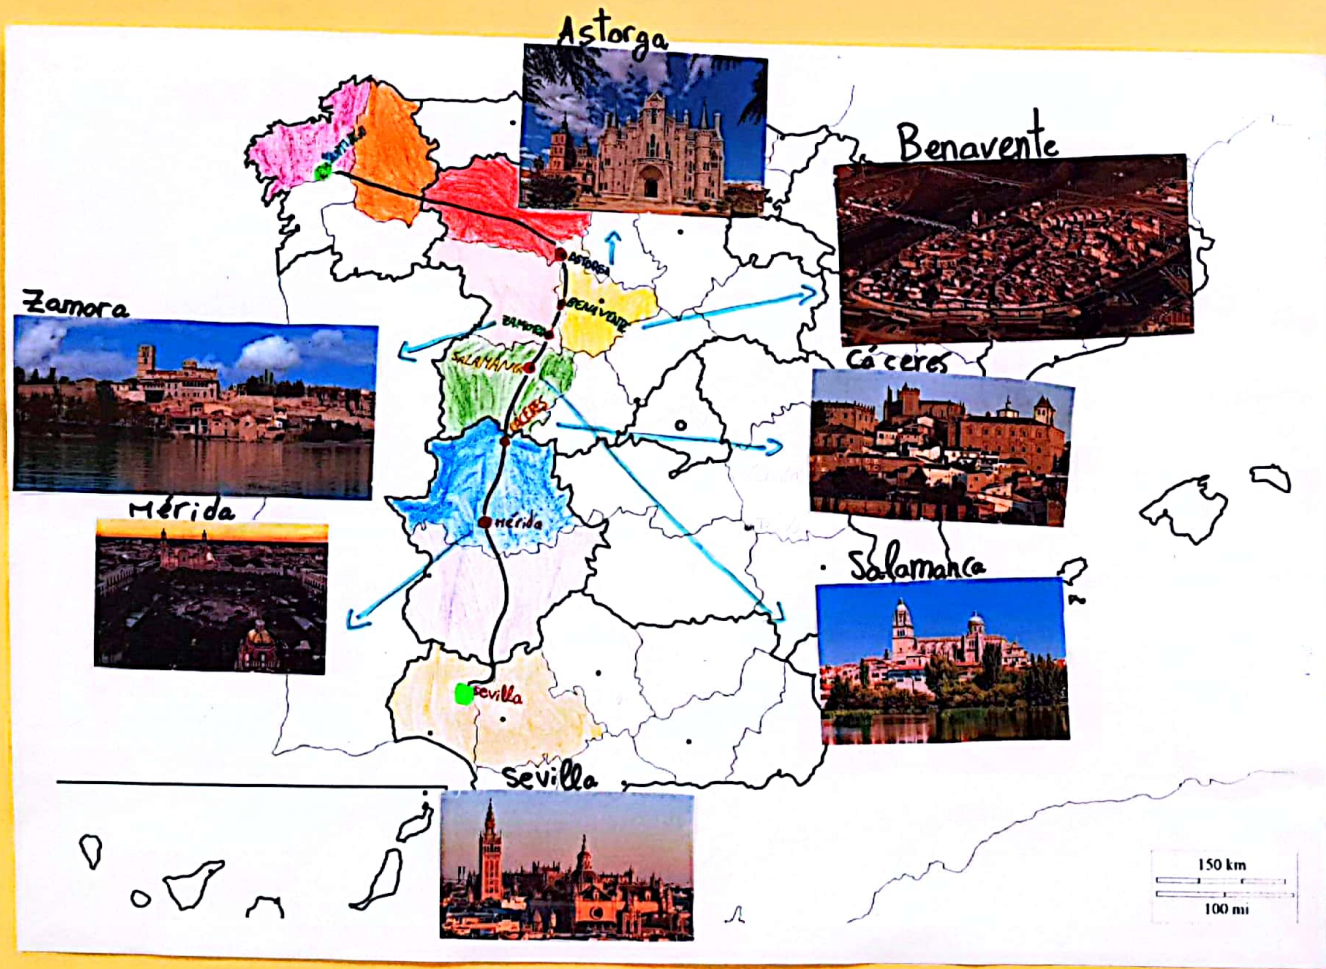 Astorga
Benavente
ASTORGA
Zamora
BENAVENTE
ZAMORA
Cáceres
SALAMANCA
CÁCERES
Mérida
Mérida
Salamanca
Sevilla
Sevilla
150 km
100 mi